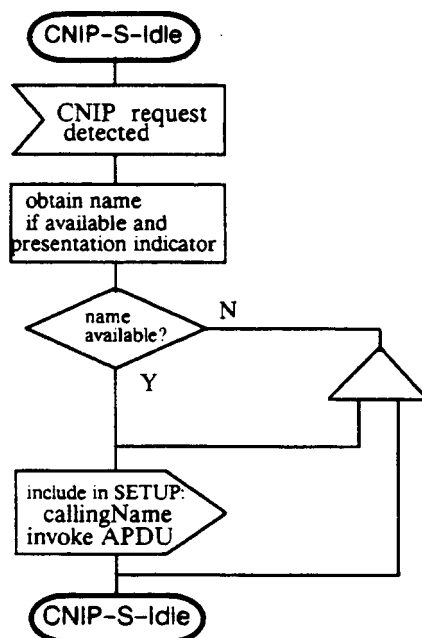 CNIP-S-Idle
CNIP request
detected
obtain name
if available and
presentation indicator
name
available?
N
Y
include in SETUP:
callingName
invoke APDU
CNIP-S-Idle